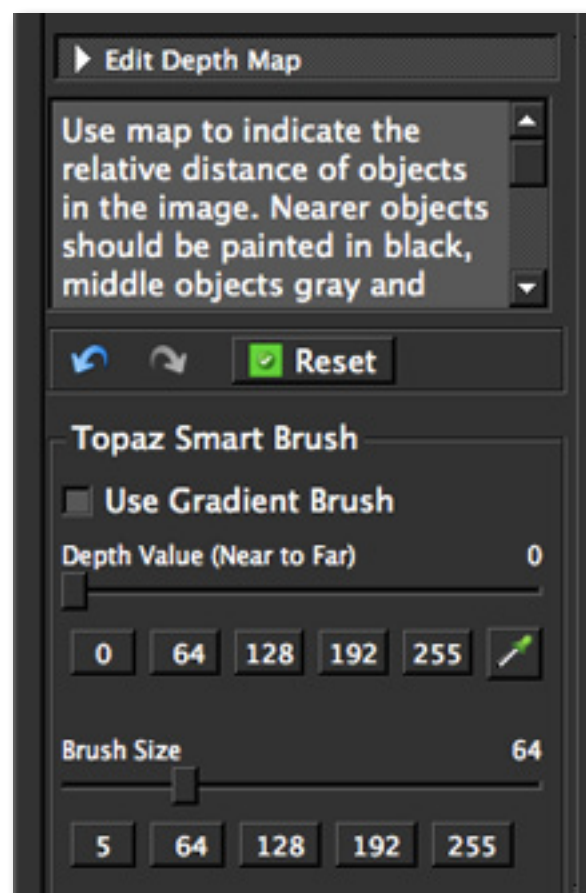 Edit Depth Map
Use map to indicate the
relative distance of objects
in the image. Nearer objects
should be painted in black,
middle objects gray and
Reset
Topaz Smart Brush
Use Gradient Brush
Depth Value (Near to Far) 0
0 64 128 192 255
Brush Size 64
5 64 128 192 255